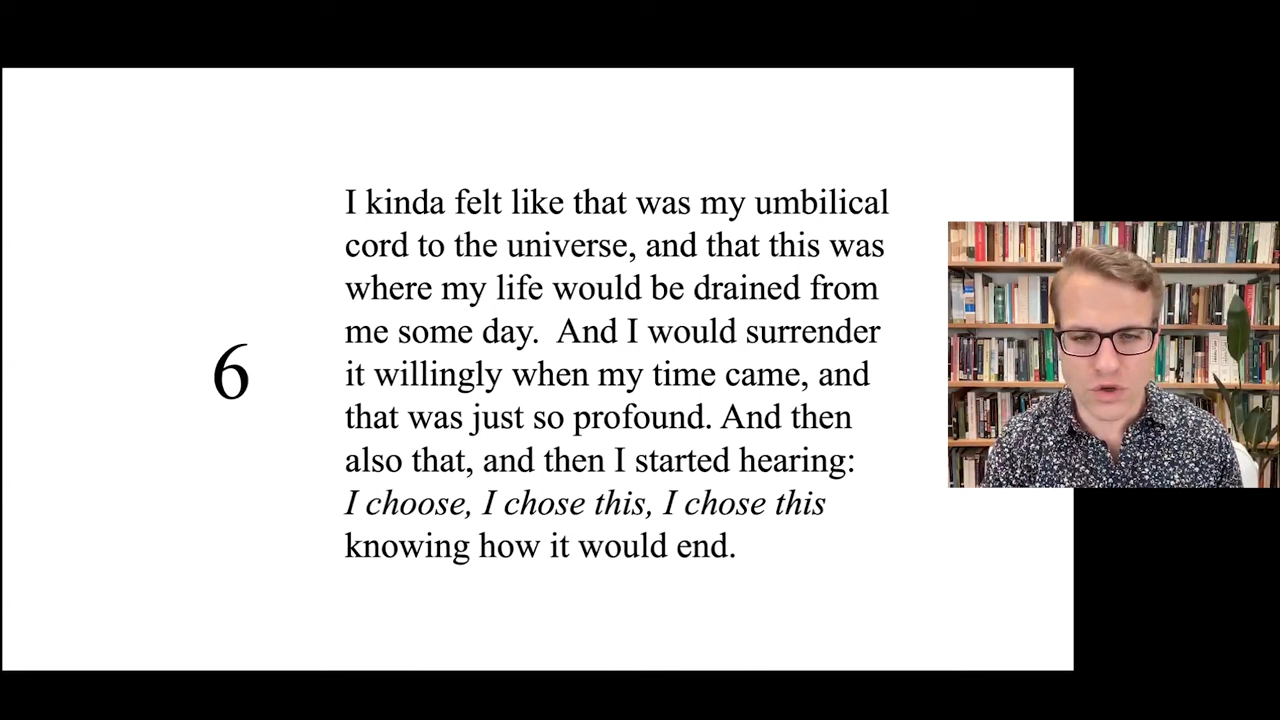 6
I kinda felt like that was my umbilical
cord to the universe, and that this was
where my life would be drained from
me some day.  And I would surrender
it willingly when my time came, and
that was just so profound. And then
also that, and then I started hearing:
I choose, I chose this, I chose this
knowing how it would end.